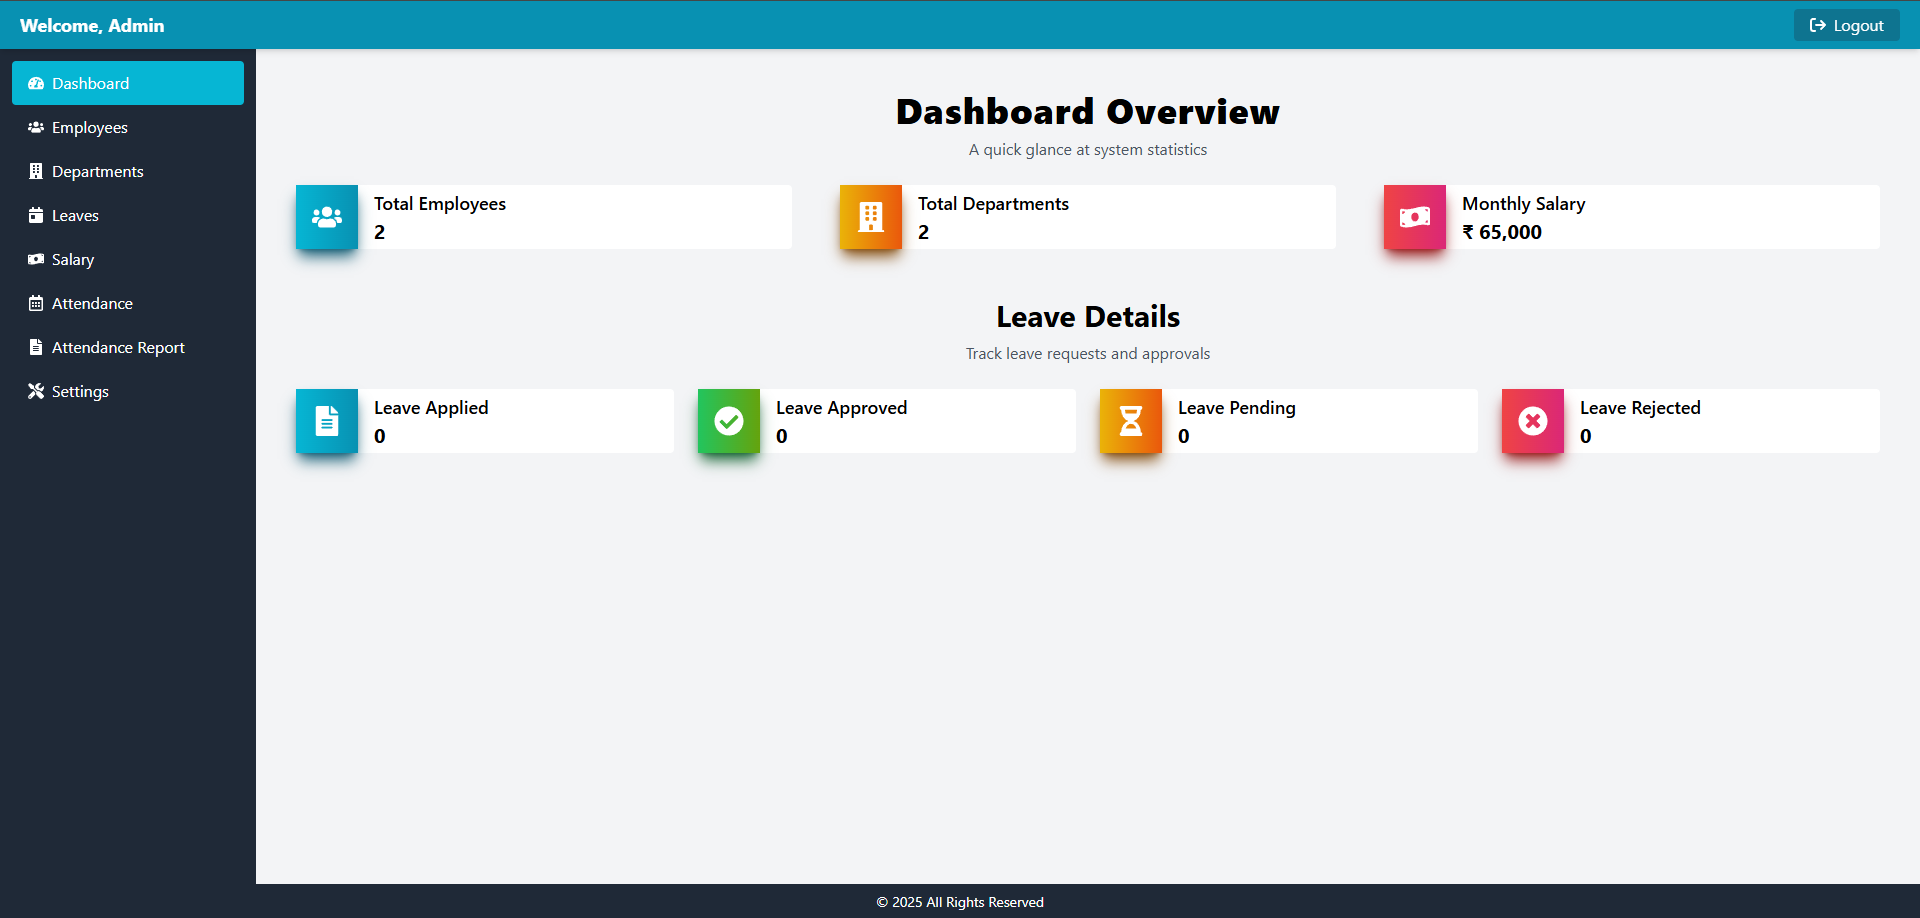 Welcome, Admin
Logout
Dashboard
Employees
Departments
Leaves
Salary
Attendance
Attendance Report
Settings
Dashboard Overview
A quick glance at system statistics
Total Employees
2
Total Departments
2
Monthly Salary
₹ 65,000
Leave Details
Track leave requests and approvals
Leave Applied
0
Leave Approved
0
Leave Pending
0
Leave Rejected
0
© 2025 All Rights Reserved